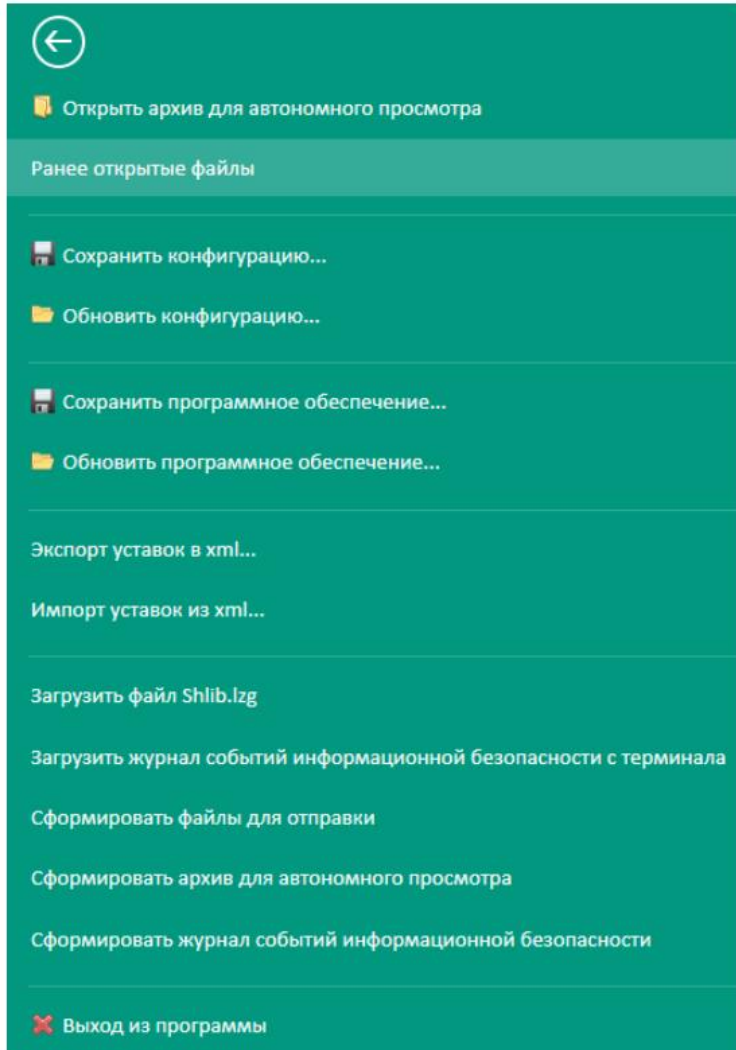 Открыть архив для автономного просмотра
Ранее открытые файлы
Сохранить конфигурацию...
Обновить конфигурацию...
Сохранить программное обеспечение...
Обновить программное обеспечение...
Экспорт уставок в xml...
Импорт уставок из xml...
Загрузить файл Shlib.lzg
Загрузить журнал событий информационной безопасности с терминала
Сформировать файлы для отправки
Сформировать архив для автономного просмотра
Сформировать журнал событий информационной безопасности
Выход из программы